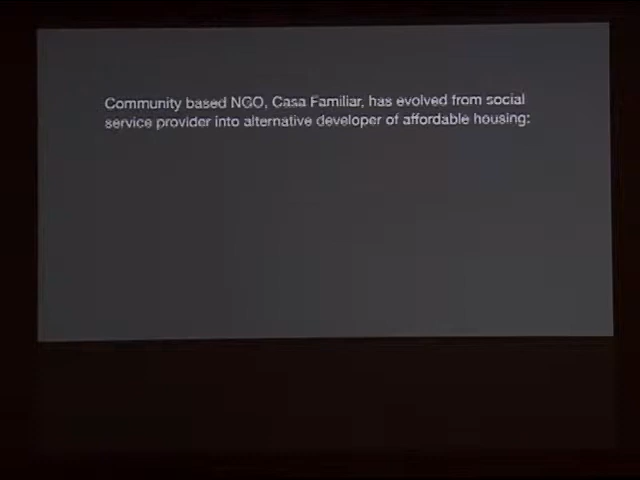 Community based NGO, Casa Familiar, has evolved from social
service provider into alternative developer of affordable housing: